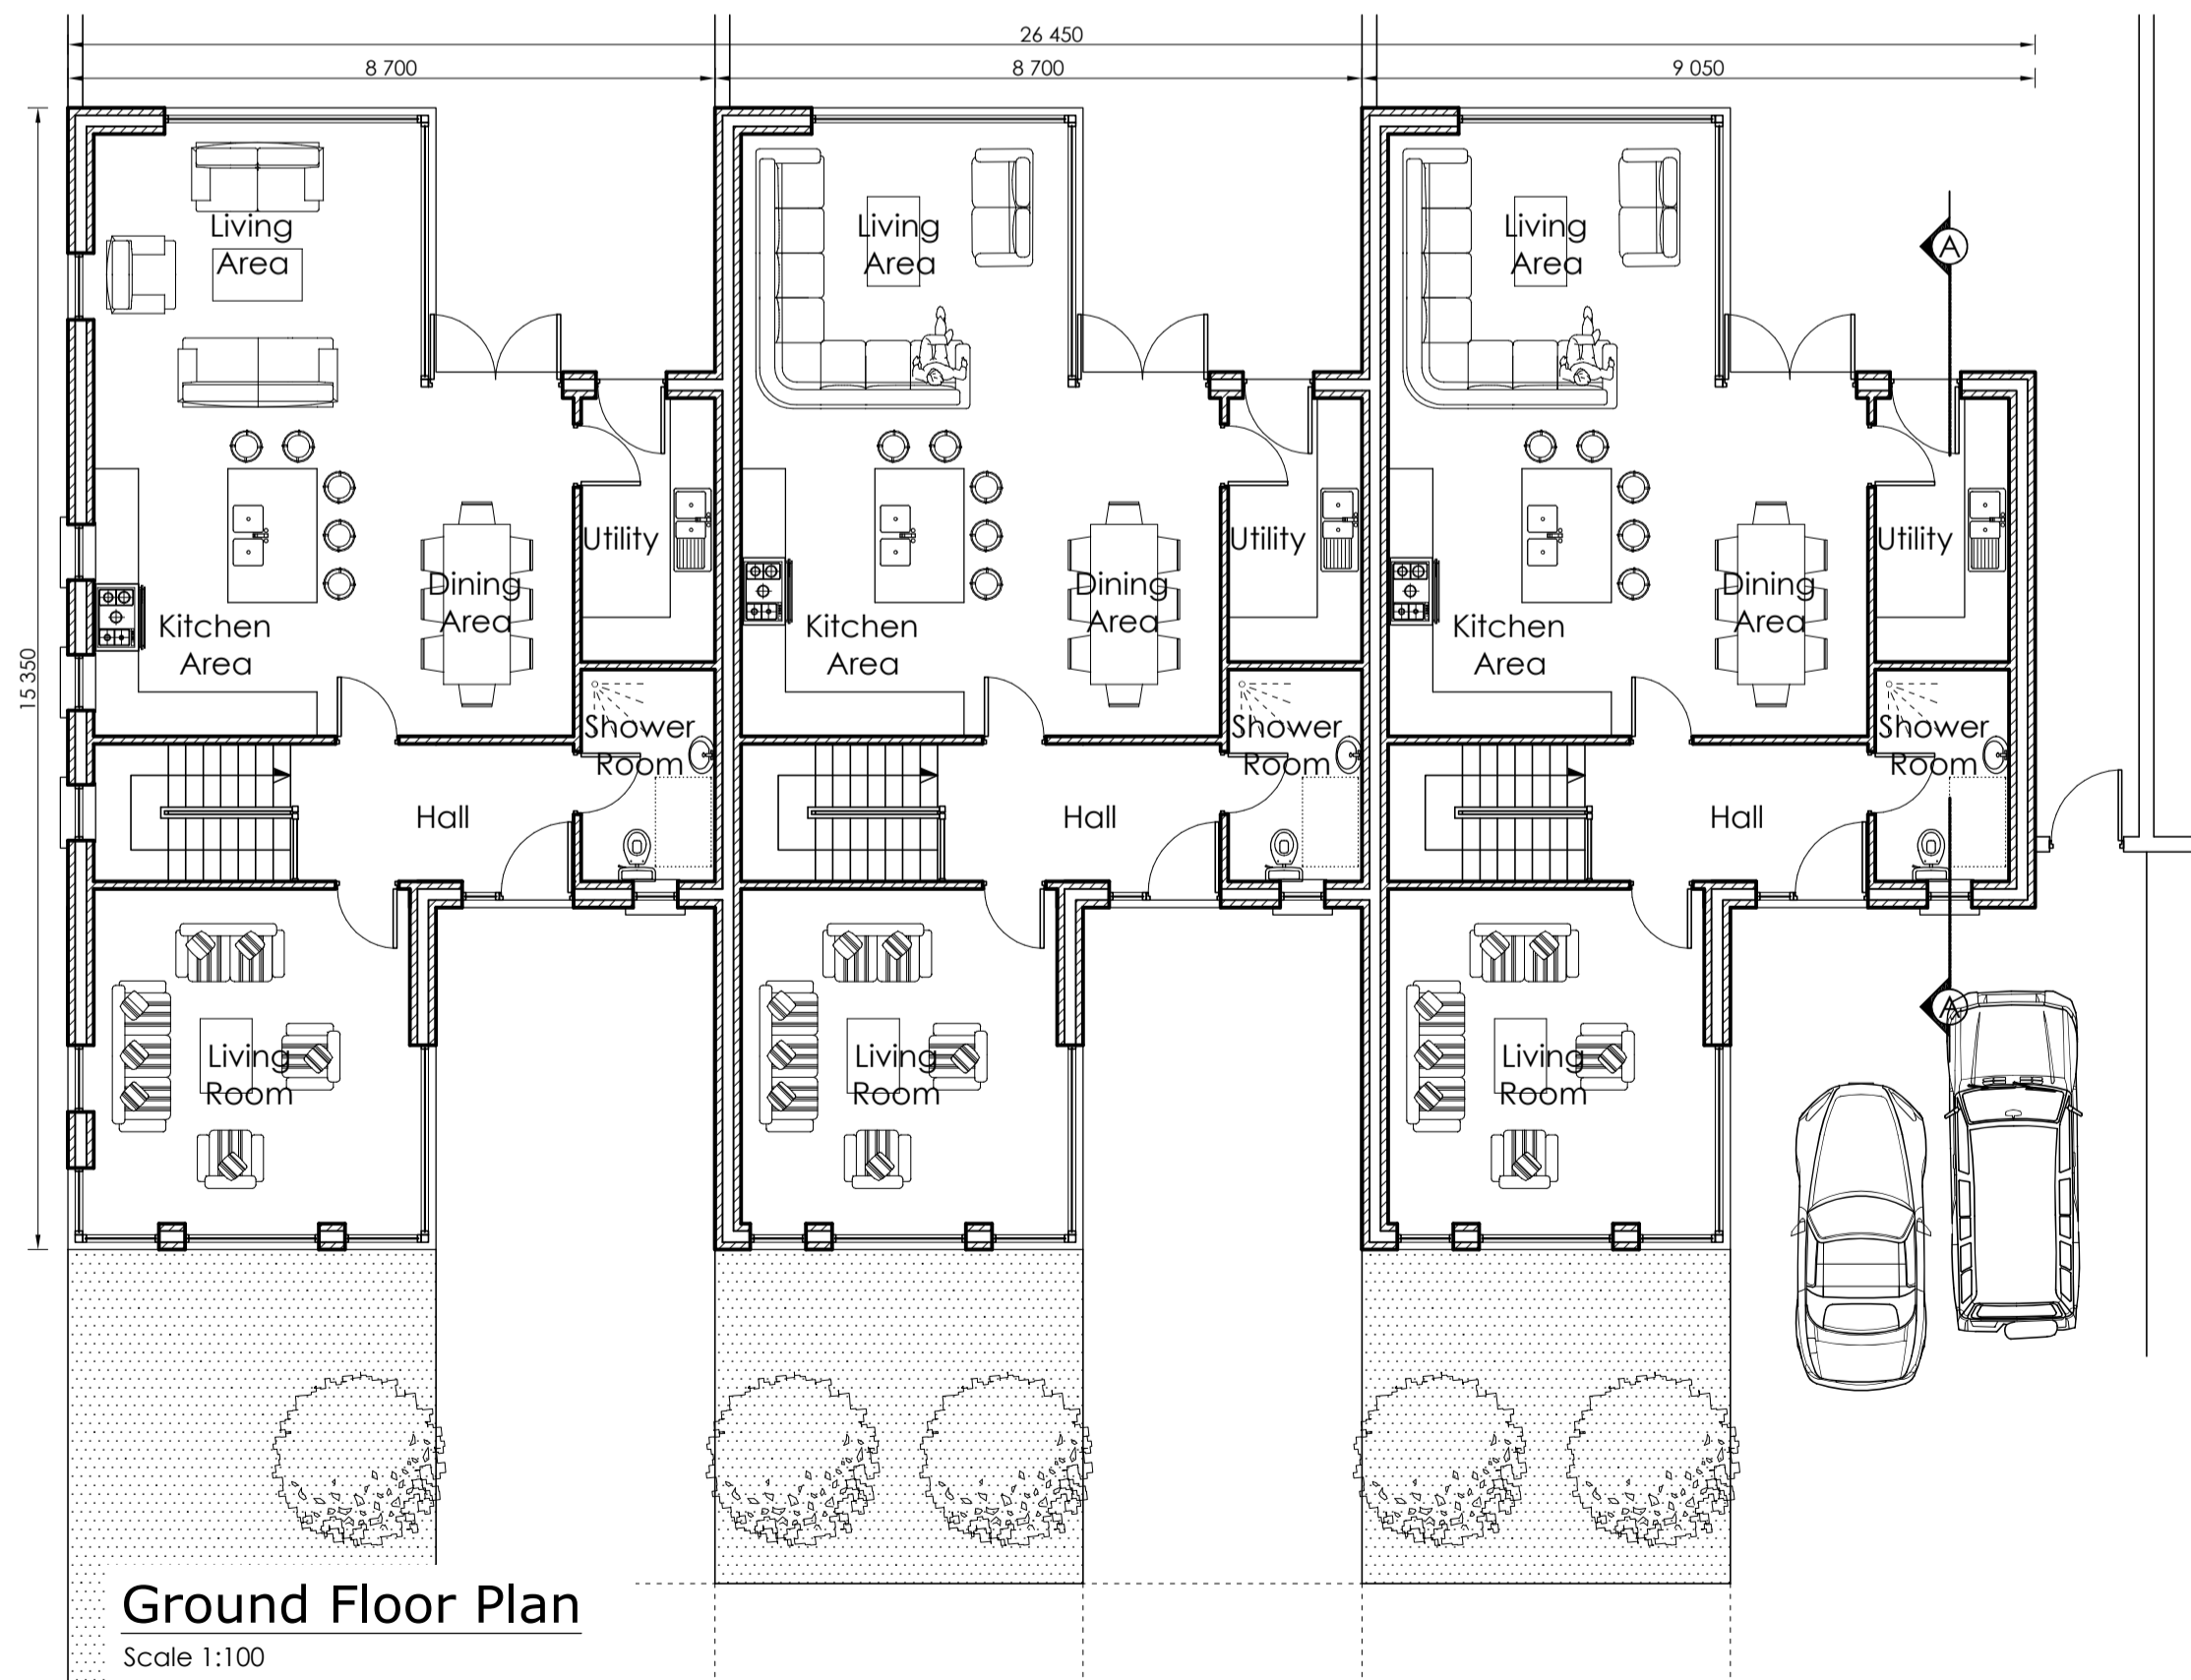 26 450
8 700
8 700
9 050
15 350
Living
Area
Living
Area
Living
Area
A
Utility
Utility
Utility
Dining
Area
Dining
Area
Dining
Area
Kitchen
Area
Kitchen
Area
Kitchen
Area
Shower
Room
Shower
Room
Shower
Room
Hall
Hall
Hall
A
Living
Room
Living
Room
Living
Room
Ground Floor Plan
Scale 1:100